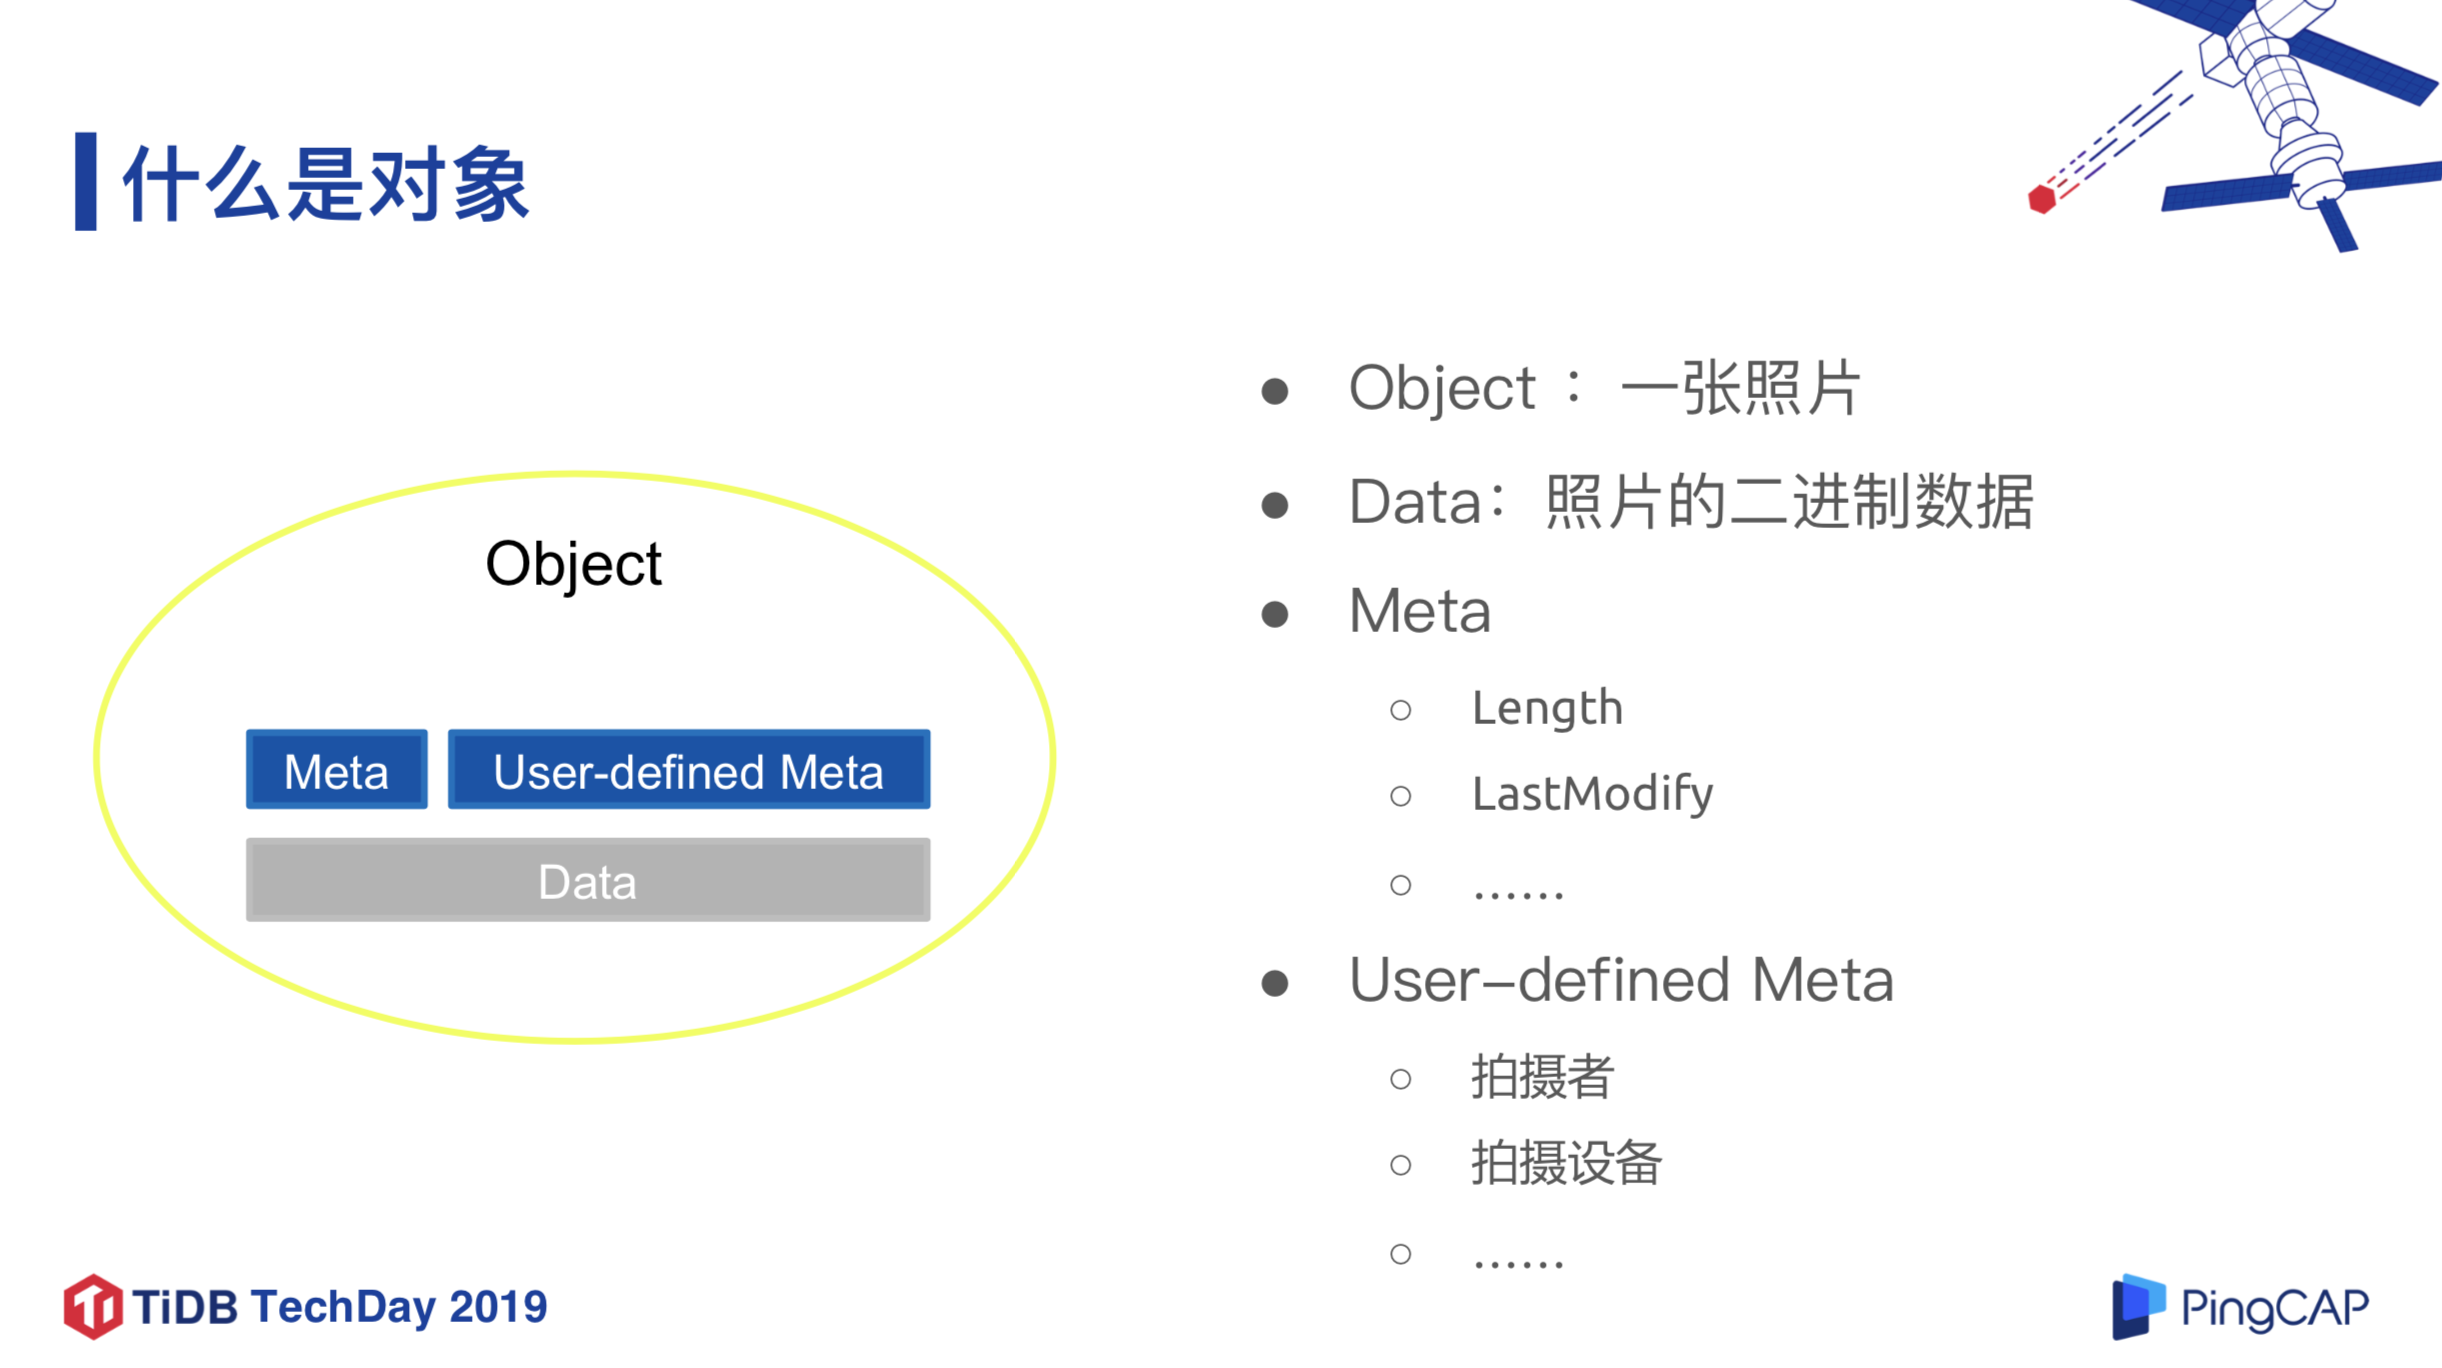 什么是对象
Object
Meta
User-defined Meta
Data
Object ：一张照片
Data：照片的二进制数据
Meta
Length
LastModify
......
User-defined Meta
拍摄者
拍摄设备
......
TiDB TechDay 2019
PingCAP